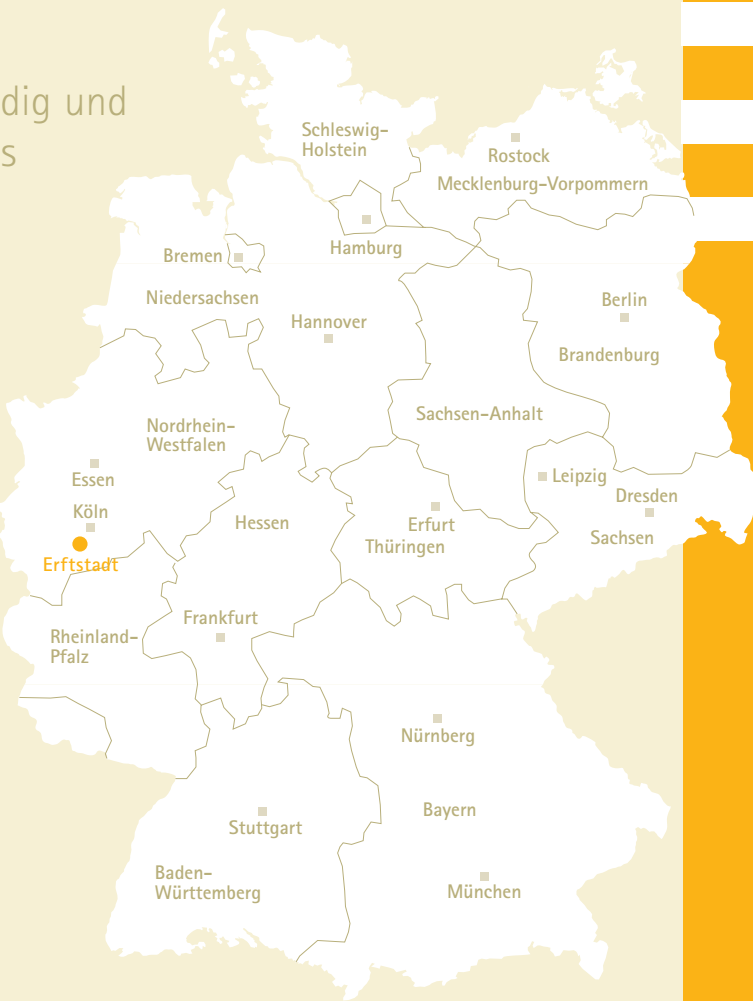 dig und
s
Schleswig-
Holstein
Rostock
Mecklenburg-Vorpommern
Hamburg
Bremen
Niedersachsen
Hannover
Berlin
Brandenburg
Sachsen-Anhalt
Nordrhein-
Westfalen
Essen
Köln
Erftstadt
Hessen
Leipzig
Dresden
Sachsen
Erfurt
Thüringen
Frankfurt
Rheinland-
Pfalz
Nürnberg
Bayern
Stuttgart
Baden-
Württemberg
München